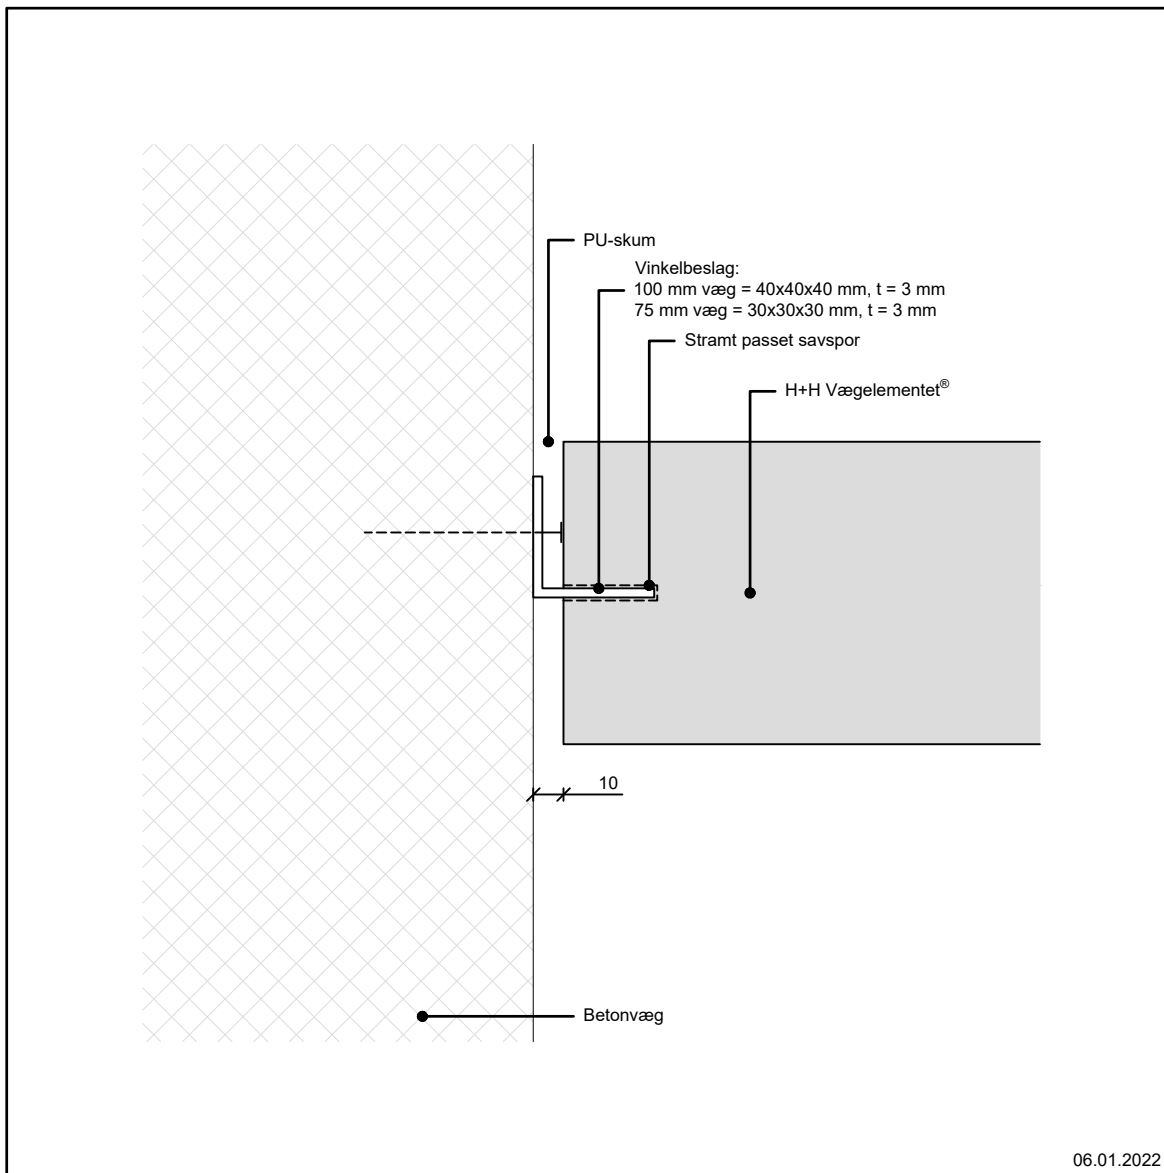 PU-skum
Vinkelbeslag:
100 mm væg = 40x40x40 mm, t = 3 mm
75 mm væg = 30x30x30 mm, t = 3 mm
Stramt passet savspor
H+H Vægelementet®
10
Betonvæg
06.01.2022